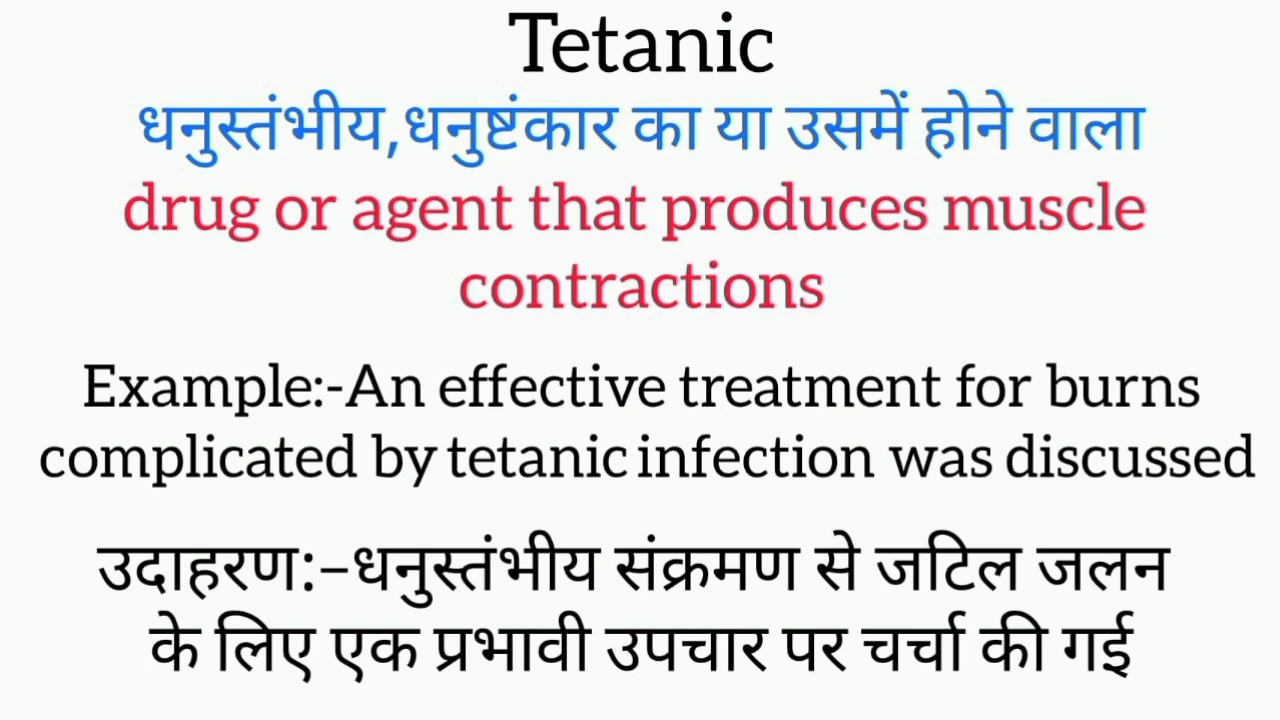 Tetanic
धनुस्तंभीय,धनुष्टंकार का या उसमें होने वाला
drug or agent that produces muscle
contractions
Example:-An effective treatment for burns
complicated by tetanic infection was discussed
उदाहरण:–धनुस्तंभीय संक्रमण से जटिल जलन
के लिए एक प्रभावी उपचार पर चर्चा की गई